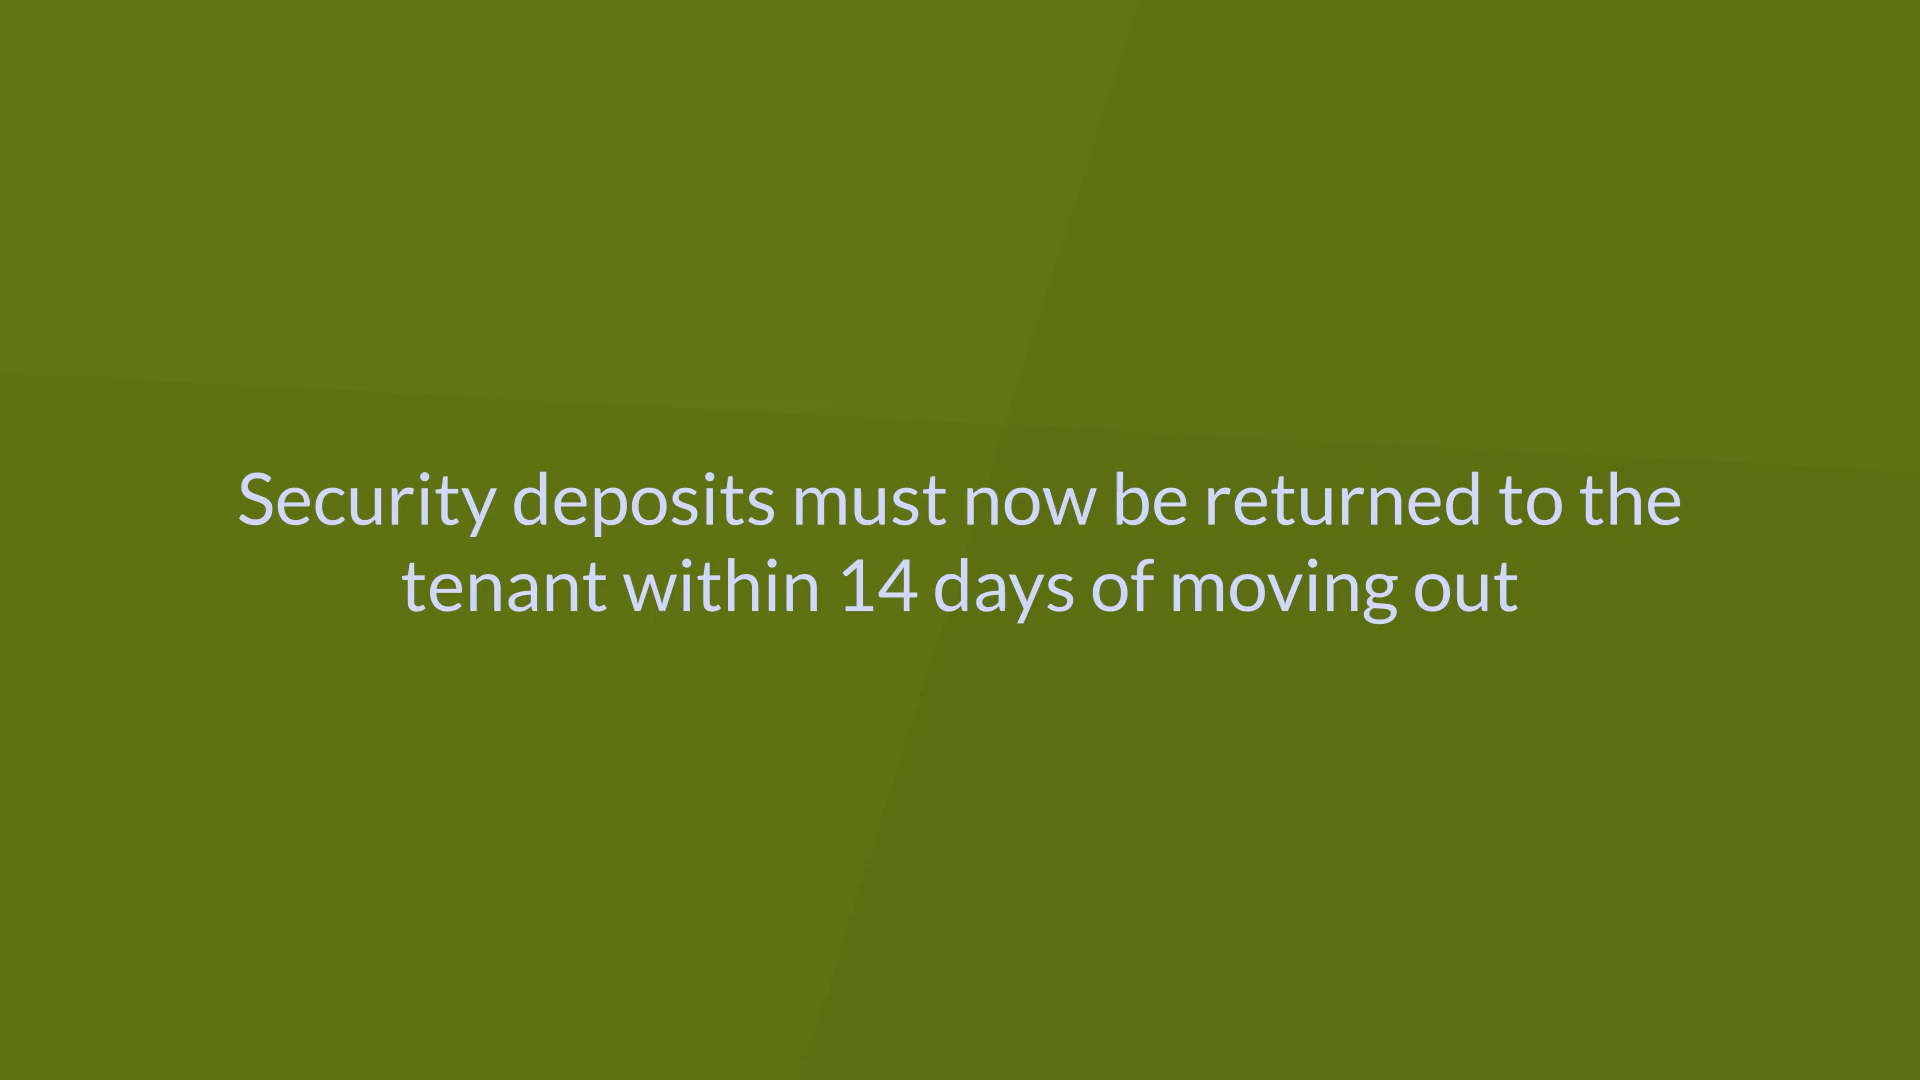 Security deposits must now be returned to the
tenant within 14 days of moving out